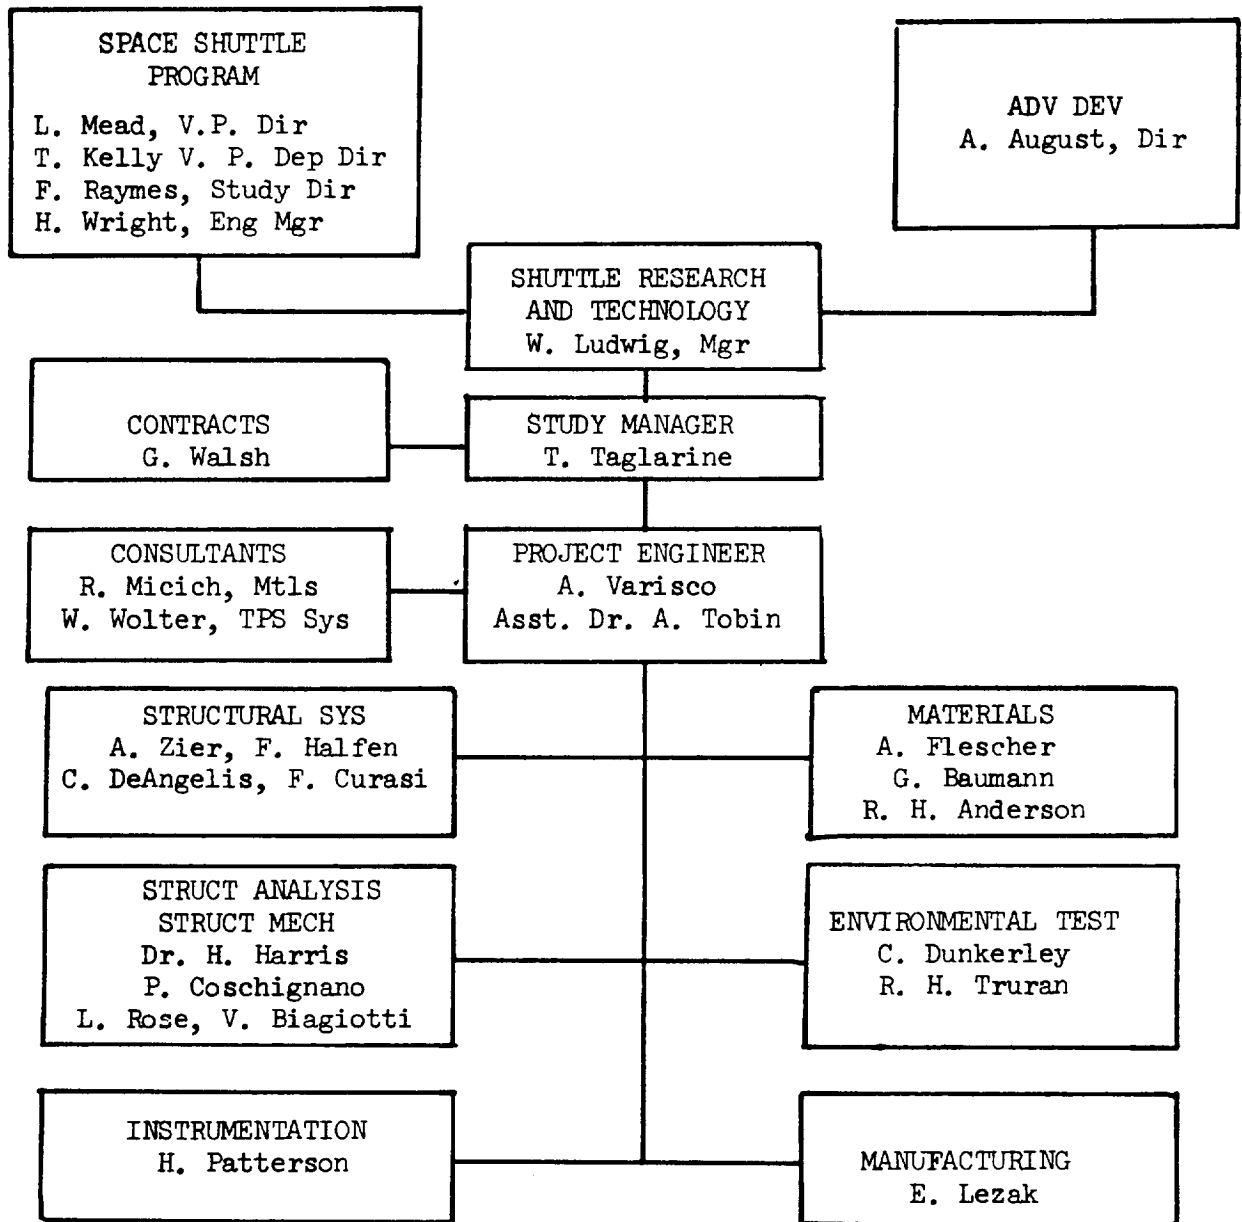 SPACE SHUTTLE
PROGRAM
L. Mead, V.P. Dir
T. Kelly V. P. Dep Dir
F. Raymes, Study Dir
H. Wright, Eng Mgr
ADV DEV
A. August, Dir
SHUTTLE RESEARCH
AND TECHNOLOGY
W. Ludwig, Mgr
CONTRACTS
G. Walsh
STUDY MANAGER
T. Taglarine
CONSULTANTS
R. Micich, Mtls
W. Wolter, TPS Sys
PROJECT ENGINEER
A. Varisco
Asst. Dr. A. Tobin
STRUCTURAL SYS
A. Zier, F. Halfen
C. DeAngelis, F. Curasi
MATERIALS
A. Flescher
G. Baumann
R. H. Anderson
STRUCT ANALYSIS
STRUCT MECH
Dr. H. Harris
P. Coschignano
L. Rose, V. Biagiotti
ENVIRONMENTAL TEST
C. Dunkerley
R. H. Truran
INSTRUMENTATION
H. Patterson
MANUFACTURING
E. Lezak